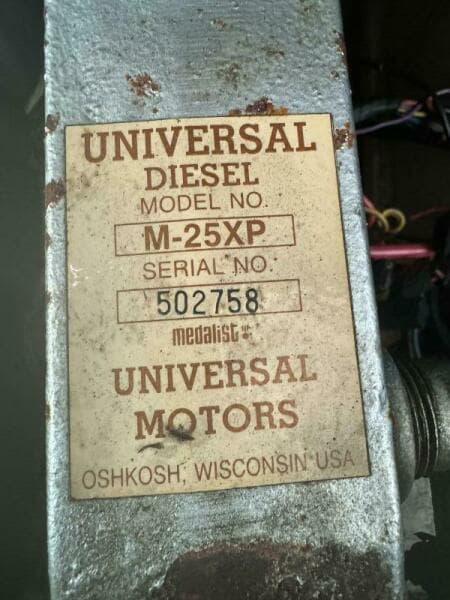 UNIVERSAL
DIESEL
MODEL NO.
M-25XP
SERIAL NO.
502758
medalist
UNIVERSAL
MOTORS
OSHKOSH, WISCONSIN USA